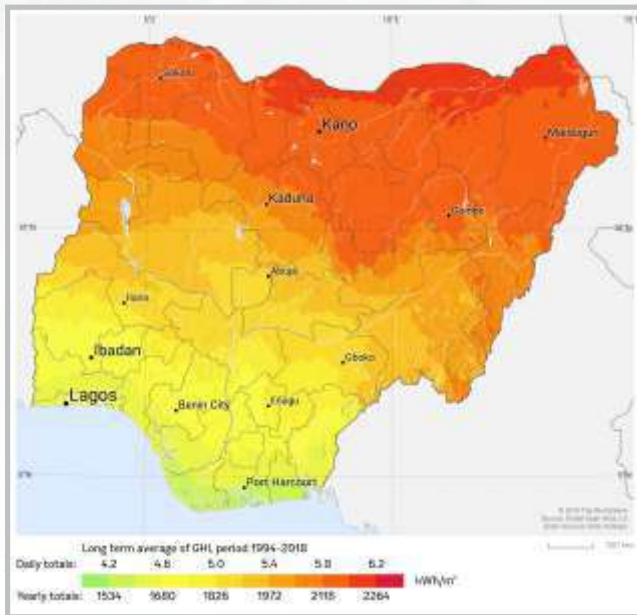 Sokoto
Kano
Maiduguri
Kaduna
Gombe
Abuja
Ilorin
Ibadan
Gboko
Lagos
Benin City
Enugu
Port Harcourt
Long term average of GHI, period 1994-2018
Daily totals: 4.2 4.6 5.0 5.4 5.8 6.2
kWh/m²
Yearly totals: 1534 1680 1826 1972 2118 2264